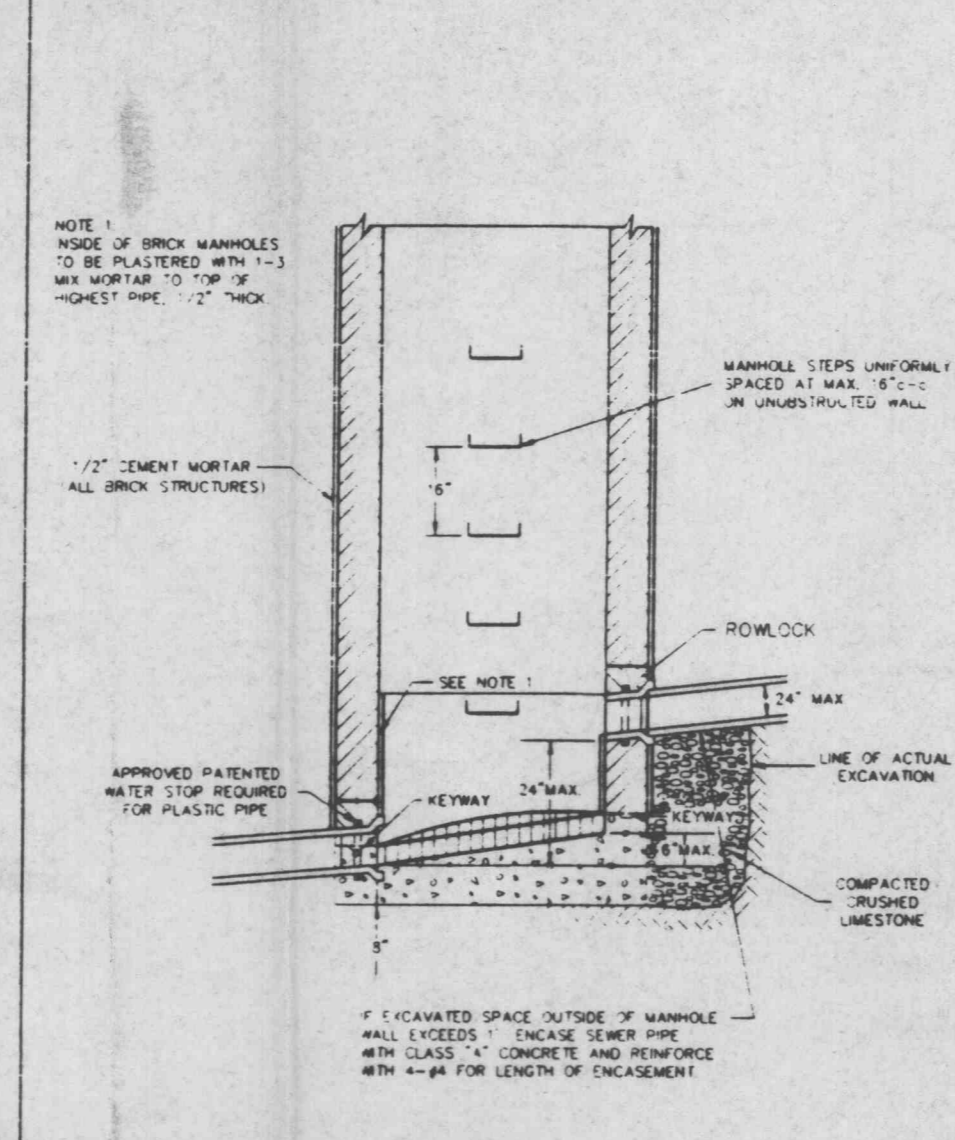 NOTE 1
NSIDE OF BRICK MANHOLES
TO BE PLASTERED WITH 1-3
MIX MORTAR TO TOP OF
HIGHEST PIPE, 1/2" THICK.
MANHOLE STEPS UNIFORMLY
SPACED AT MAX. 16"c-c
ON UNOBSTRUCTED WALL
1/2" CEMENT MORTAR
ALL BRICK STRUCTURES)
16"
ROWLOCK
SEE NOTE 1
24" MAX
LINE OF ACTUAL
EXCAVATION
APPROVED PATENTED
WATER STOP REQUIRED
FOR PLASTIC PIPE
24"MAX.
KEYWAY
KEYWAY
6"MAX.
COMPACTED
CRUSHED
LIMESTONE
8"
IF EXCAVATED SPACE OUTSIDE OF MANHOLE
WALL EXCEEDS 1' ENCASE SEWER PIPE
WITH CLASS "A" CONCRETE AND REINFORCE
WITH 4-#4 FOR LENGTH OF ENCASEMENT